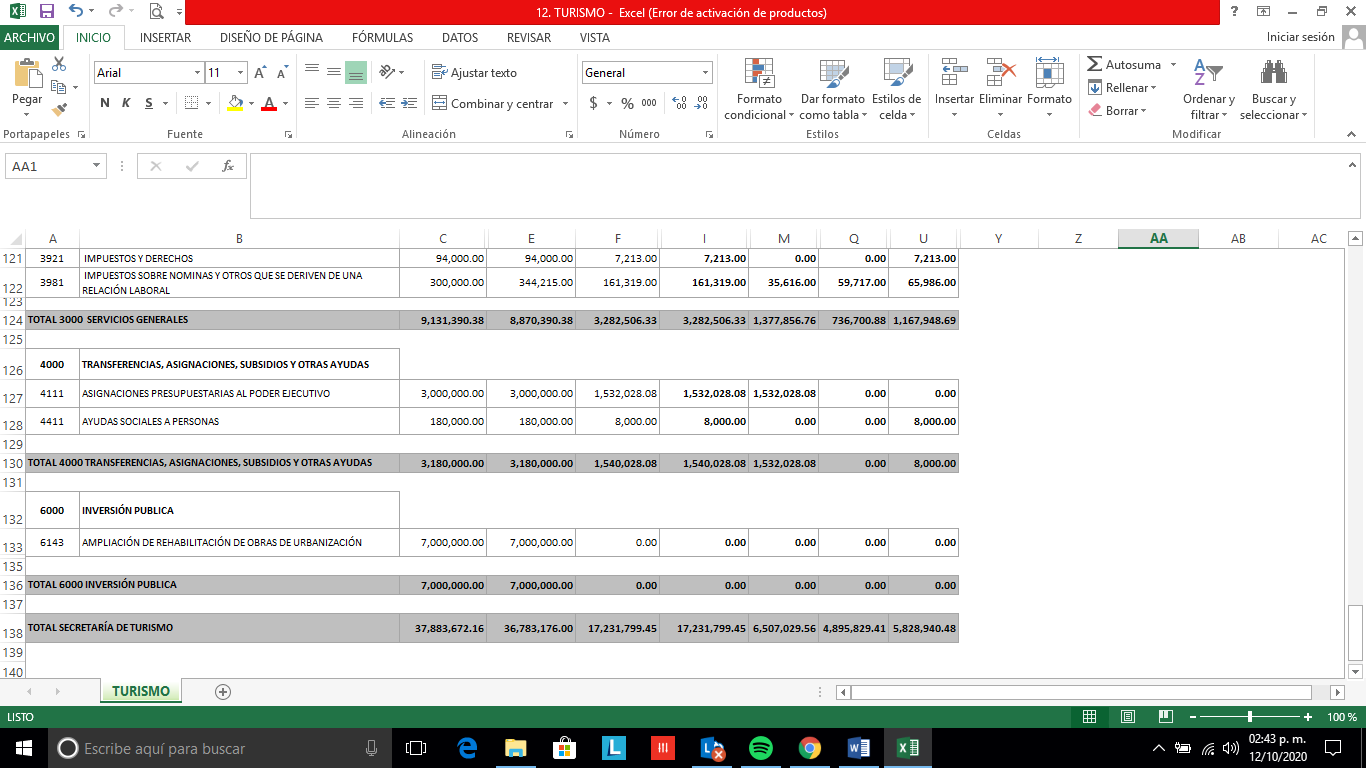 12. TURISMO - Excel (Error de activación de productos)
ARCHIVO INICIO INSERTAR DISEÑO DE PÁGINA FÓRMULAS DATOS REVISAR VISTA Iniciar sesión
Pegar
Portapapeles
Arial 11
N K S
Fuente
Ajustar texto
Combinar y centrar
Alineación
General
$ % 000
Número
Formato condicional
Dar formato como tabla
Estilos de celda
Estilos
Insertar Eliminar Formato
Celdas
Autosuma
Rellenar
Borrar
Ordenar y filtrar
Buscar y seleccionar
Modificar
AA1 fx
A B C E F I M Q U Y Z AA AB AC
121 3921 IMPUESTOS Y DERECHOS 94,000.00 94,000.00 7,213.00 7,213.00 0.00 0.00 7,213.00
122 3981 IMPUESTOS SOBRE NOMINAS Y OTROS QUE SE DERIVEN DE UNA
RELACIÓN LABORAL 300,000.00 344,215.00 161,319.00 161,319.00 35,616.00 59,717.00 65,986.00
123
124 TOTAL 3000 SERVICIOS GENERALES 9,131,390.38 8,870,390.38 3,282,506.33 3,282,506.33 1,377,856.76 736,700.88 1,167,948.69
125
126 4000 TRANSFERENCIAS, ASIGNACIONES, SUBSIDIOS Y OTRAS AYUDAS
127 4111 ASIGNACIONES PRESUPUESTARIAS AL PODER EJECUTIVO 3,000,000.00 3,000,000.00 1,532,028.08 1,532,028.08 1,532,028.08 0.00 0.00
128 4411 AYUDAS SOCIALES A PERSONAS 180,000.00 180,000.00 8,000.00 8,000.00 0.00 0.00 8,000.00
129
130 TOTAL 4000 TRANSFERENCIAS, ASIGNACIONES, SUBSIDIOS Y OTRAS AYUDAS 3,180,000.00 3,180,000.00 1,540,028.08 1,540,028.08 1,532,028.08 0.00 8,000.00
131
132 6000 INVERSIÓN PUBLICA
133 6143 AMPLIACIÓN DE REHABILITACIÓN DE OBRAS DE URBANIZACIÓN 7,000,000.00 7,000,000.00 0.00 0.00 0.00 0.00 0.00
135
136 TOTAL 6000 INVERSIÓN PUBLICA 7,000,000.00 7,000,000.00 0.00 0.00 0.00 0.00 0.00
137
138 TOTAL SECRETARÍA DE TURISMO 37,883,672.16 36,783,176.00 17,231,799.45 17,231,799.45 6,507,029.56 4,895,829.41 5,828,940.48
139
140
TURISMO
LISTO 100 %
Escribe aquí para buscar
02:43 p. m.
12/10/2020